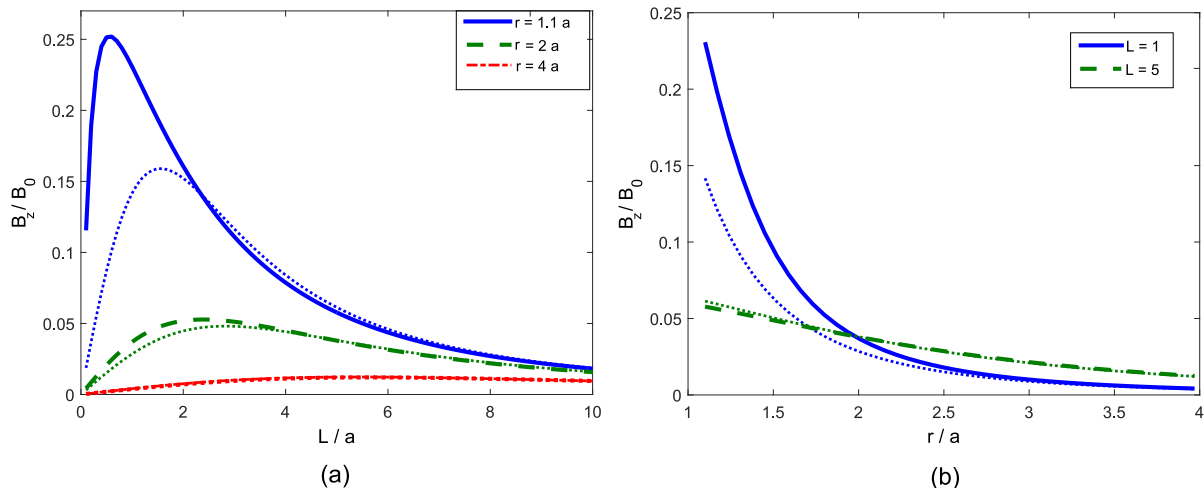 r = 1.1 a
r = 2 a
r = 4 a
0.25
0.2
0.15
0.1
0.05
0
B_z / B_0
0 2 4 6 8 10
L / a
(a)
L = 1
L = 5
0.25
0.2
0.15
0.1
0.05
0
B_z / B_0
1 1.5 2 2.5 3 3.5 4
r / a
(b)